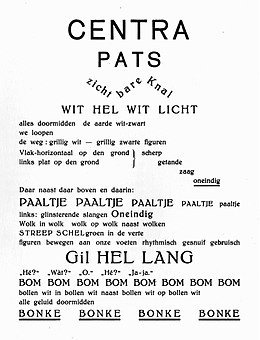 CENTRA
PATS
zicht bare Knal
WIT HEL WIT LICHT
alles doormidden de aarde wit-zwart
we loopen
de weg : grillig wit — grillig zwarte figuren
Vlak-horizontaal op den grond } scherp
links plat op den grond getande
zaag
oneindig
Daar naast daar boven en daarin:
PAALTJE PAALTJE PAALTJE PAALTJE paaltje
links: glinsterende slangen Oneindig
Wolk in wolk wolk op wolk naast wolken
STREEP SCHEL groen in de verte
figuren bewegen aan onze voeten rhythmisch gesnuif gebruisch
Gil HEL LANG
„Hé?- „Wàt?- „O.- „Hé?- „Ja-ja.-
BOM BOM BOM BOM BOM BOM BOM BOM
bollen wit in bollen wit naast bollen wit op bollen wit
alle geluid doormidden
BONKE BONKE BONKE BONKE